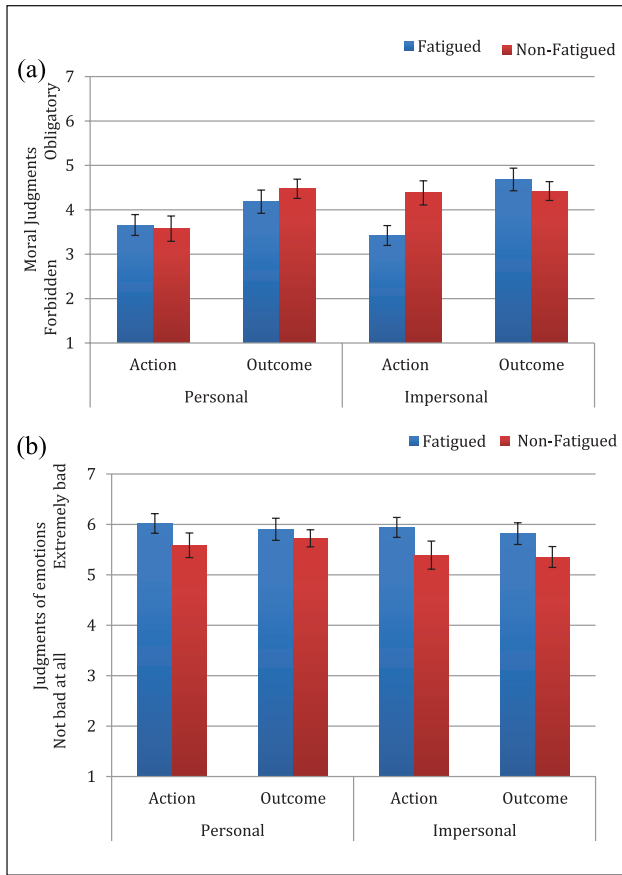 Fatigued Non-Fatigued
(a)
7
6
5
4
3
2
1
Moral Judgments
Forbidden Obligatory
Action Outcome Action Outcome
Personal Impersonal
Fatigued Non-Fatigued
(b)
7
6
5
4
3
2
1
Judgments of emotions
Not bad at all Extremely bad
Action Outcome Action Outcome
Personal Impersonal